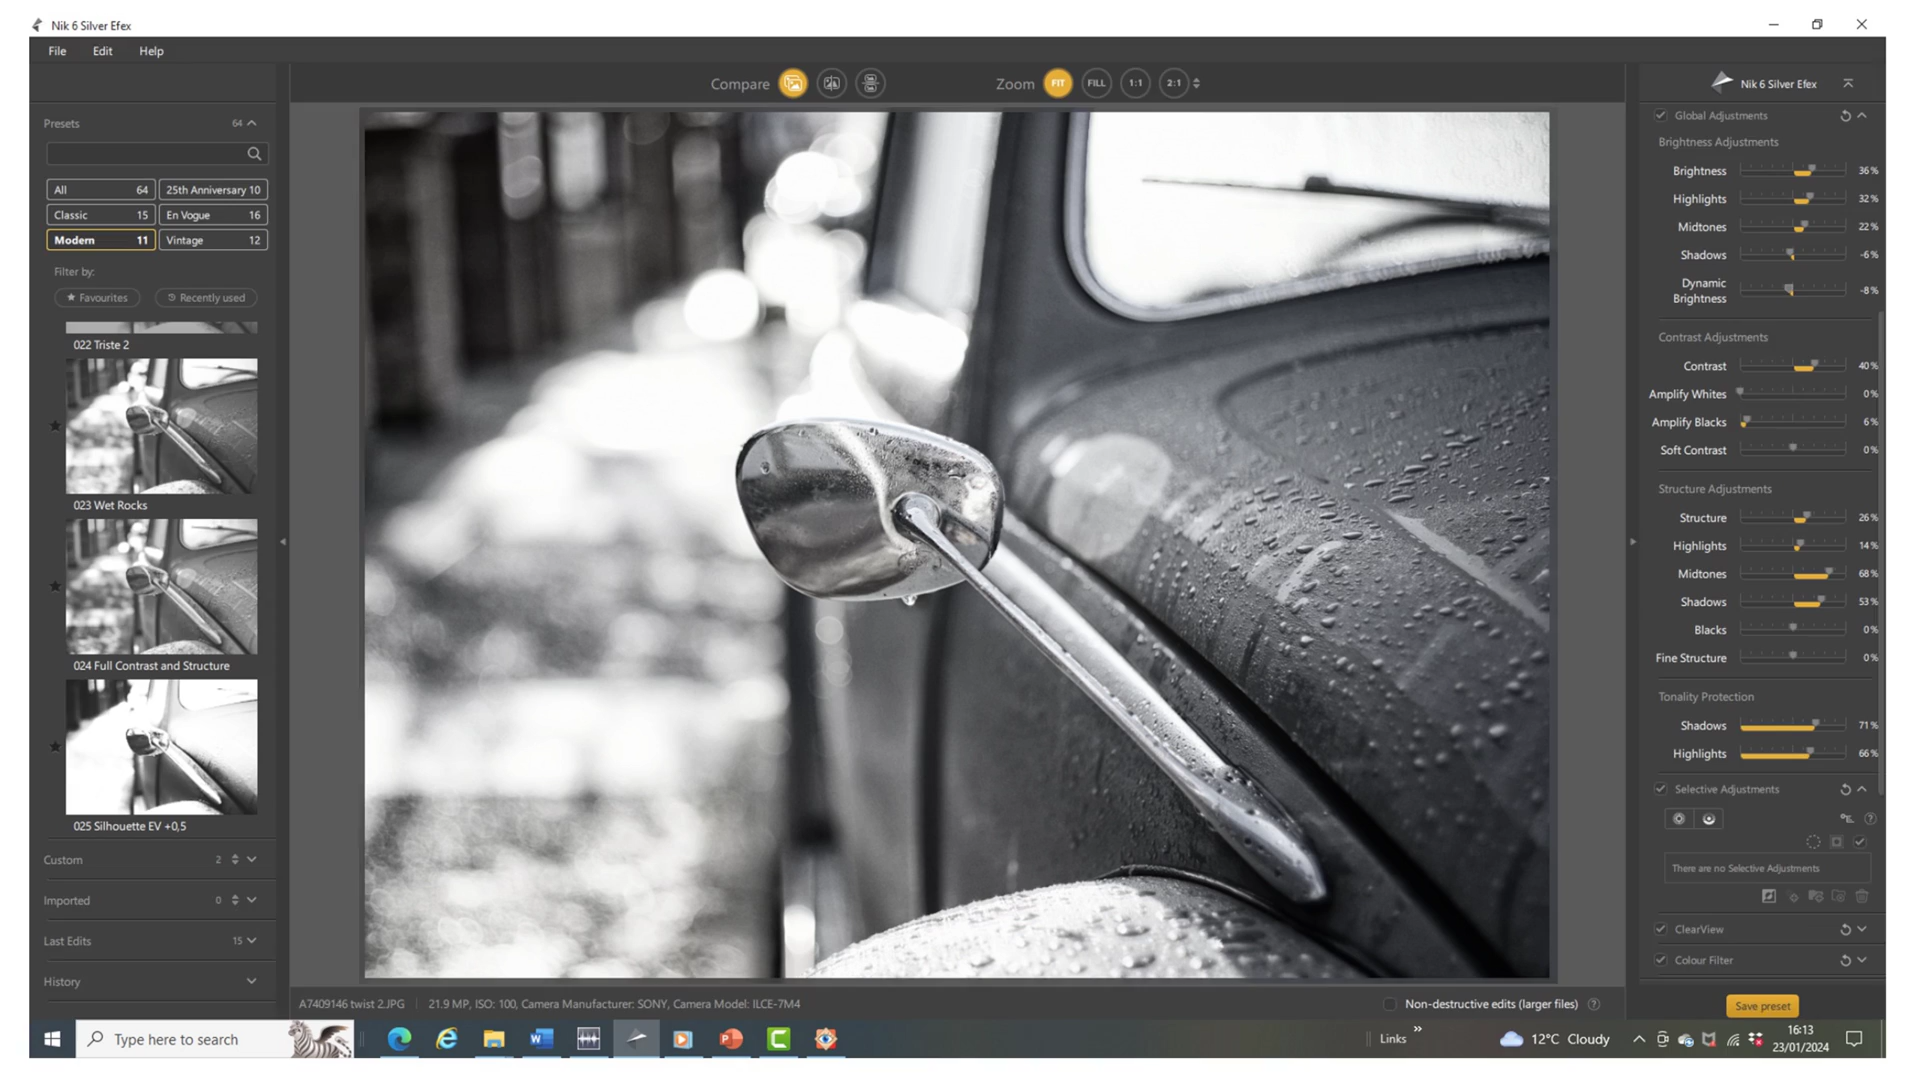 Nik 6 Silver Efex
File Edit Help
Compare Zoom FIT FILL 1:1 2:1
Nik 6 Silver Efex
Presets 64
All 64 25th Anniversary 10
Classic 15 En Vogue 16
Modern 11 Vintage 12
Filter by:
Favourites Recently used
022 Triste 2
023 Wet Rocks
024 Full Contrast and Structure
025 Silhouette EV +0,5
Custom 2
Imported 0
Last Edits 15
History
Global Adjustments
Brightness Adjustments
Brightness 36%
Highlights 32%
Midtones 22%
Shadows -6%
Dynamic
Brightness -8%
Contrast Adjustments
Contrast 40%
Amplify Whites 0%
Amplify Blacks 6%
Soft Contrast 0%
Structure Adjustments
Structure 26%
Highlights 14%
Midtones 68%
Shadows 53%
Blacks 0%
Fine Structure 0%
Tonality Protection
Shadows 71%
Highlights 66%
Selective Adjustments
There are no Selective Adjustments
ClearView
Colour Filter
A7409146 twist 2.JPG 21.9 MP, ISO: 100, Camera Manufacturer: SONY, Camera Model: ILCE-7M4
Non-destructive edits (larger files)
Save preset
Type here to search
Links
12°C Cloudy
16:13
23/01/2024